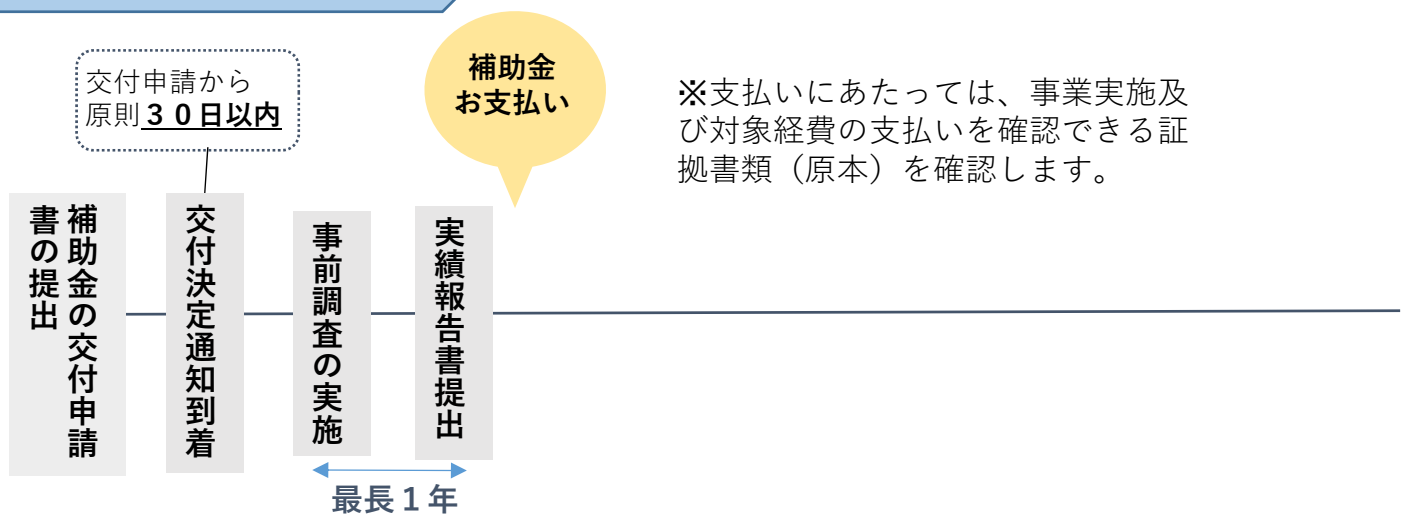 交付申請から
原則３０日以内
補助金
お支払い
※支払いにあたっては、事業実施及
び対象経費の支払いを確認できる証
拠書類（原本）を確認します。
補助金の交付申請
書の提出
交付決定通知到着
事前調査の実施
実績報告書提出
最長１年